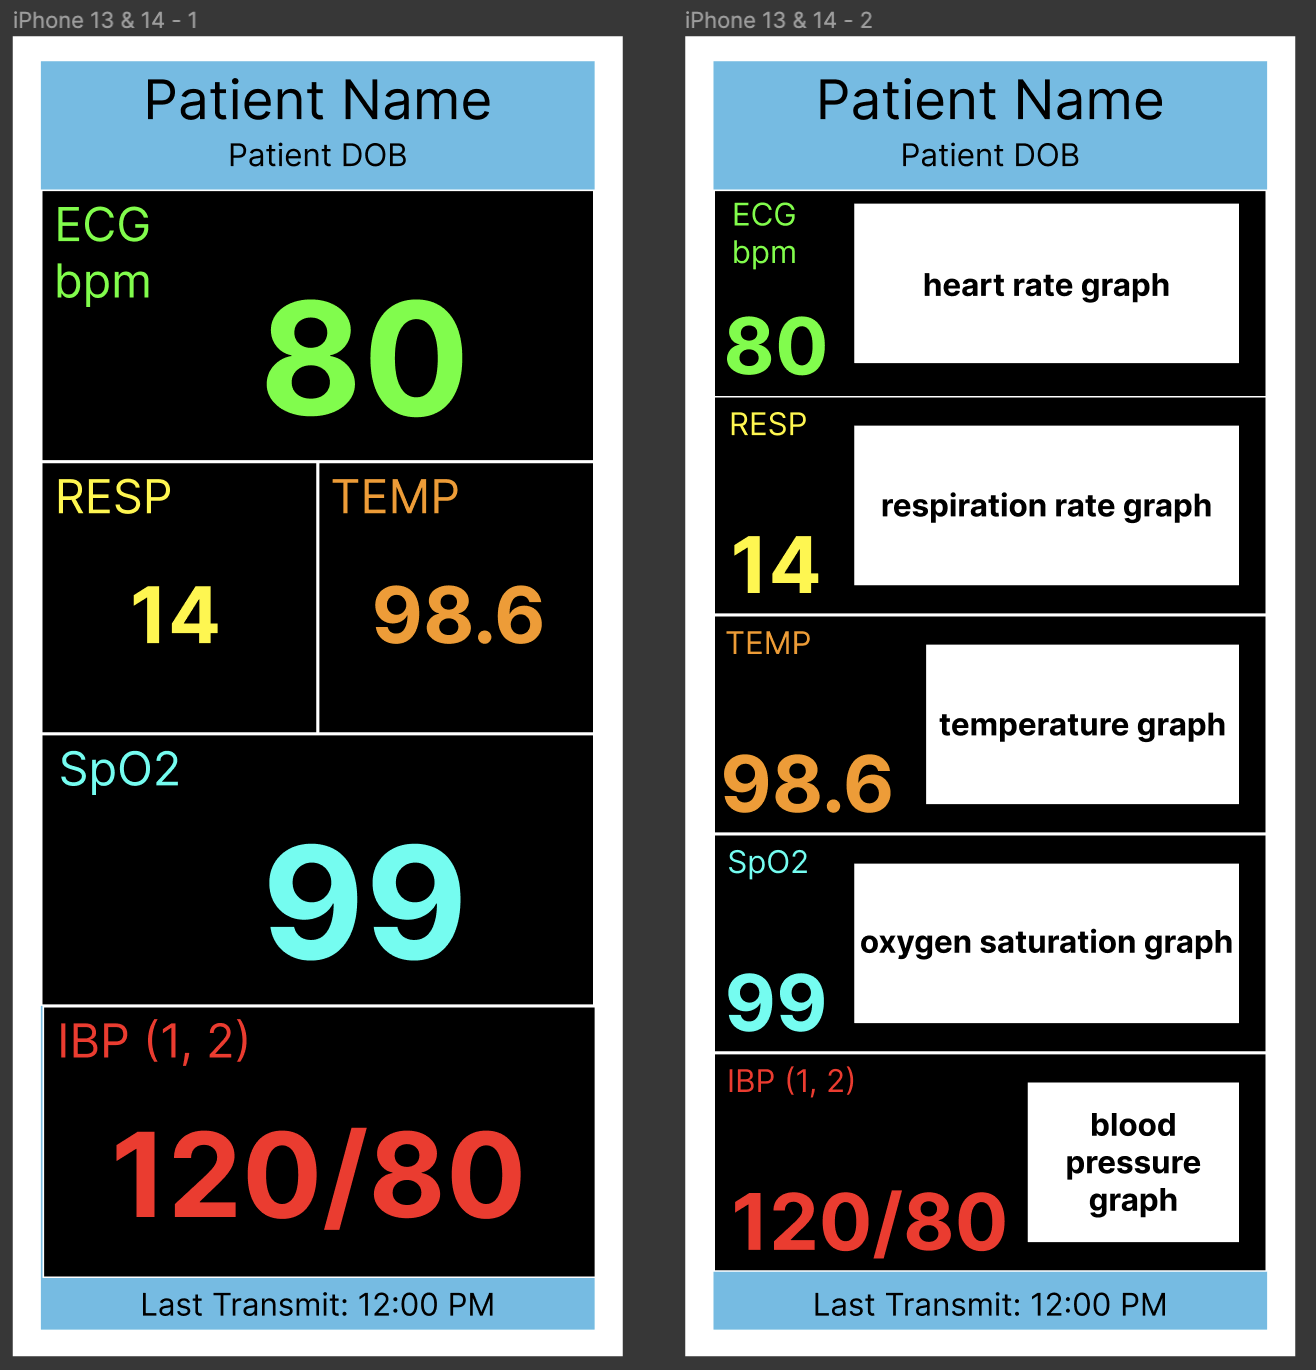 iPhone 13 & 14 - 1
Patient Name
Patient DOB
ECG
bpm
80
RESP
14
TEMP
98.6
SpO2
99
IBP (1, 2)
120/80
Last Transmit: 12:00 PM
iPhone 13 & 14 - 2
Patient Name
Patient DOB
ECG
bpm
80
heart rate graph
RESP
14
respiration rate graph
TEMP
98.6
temperature graph
SpO2
99
oxygen saturation graph
IBP (1, 2)
120/80
blood
pressure
graph
Last Transmit: 12:00 PM